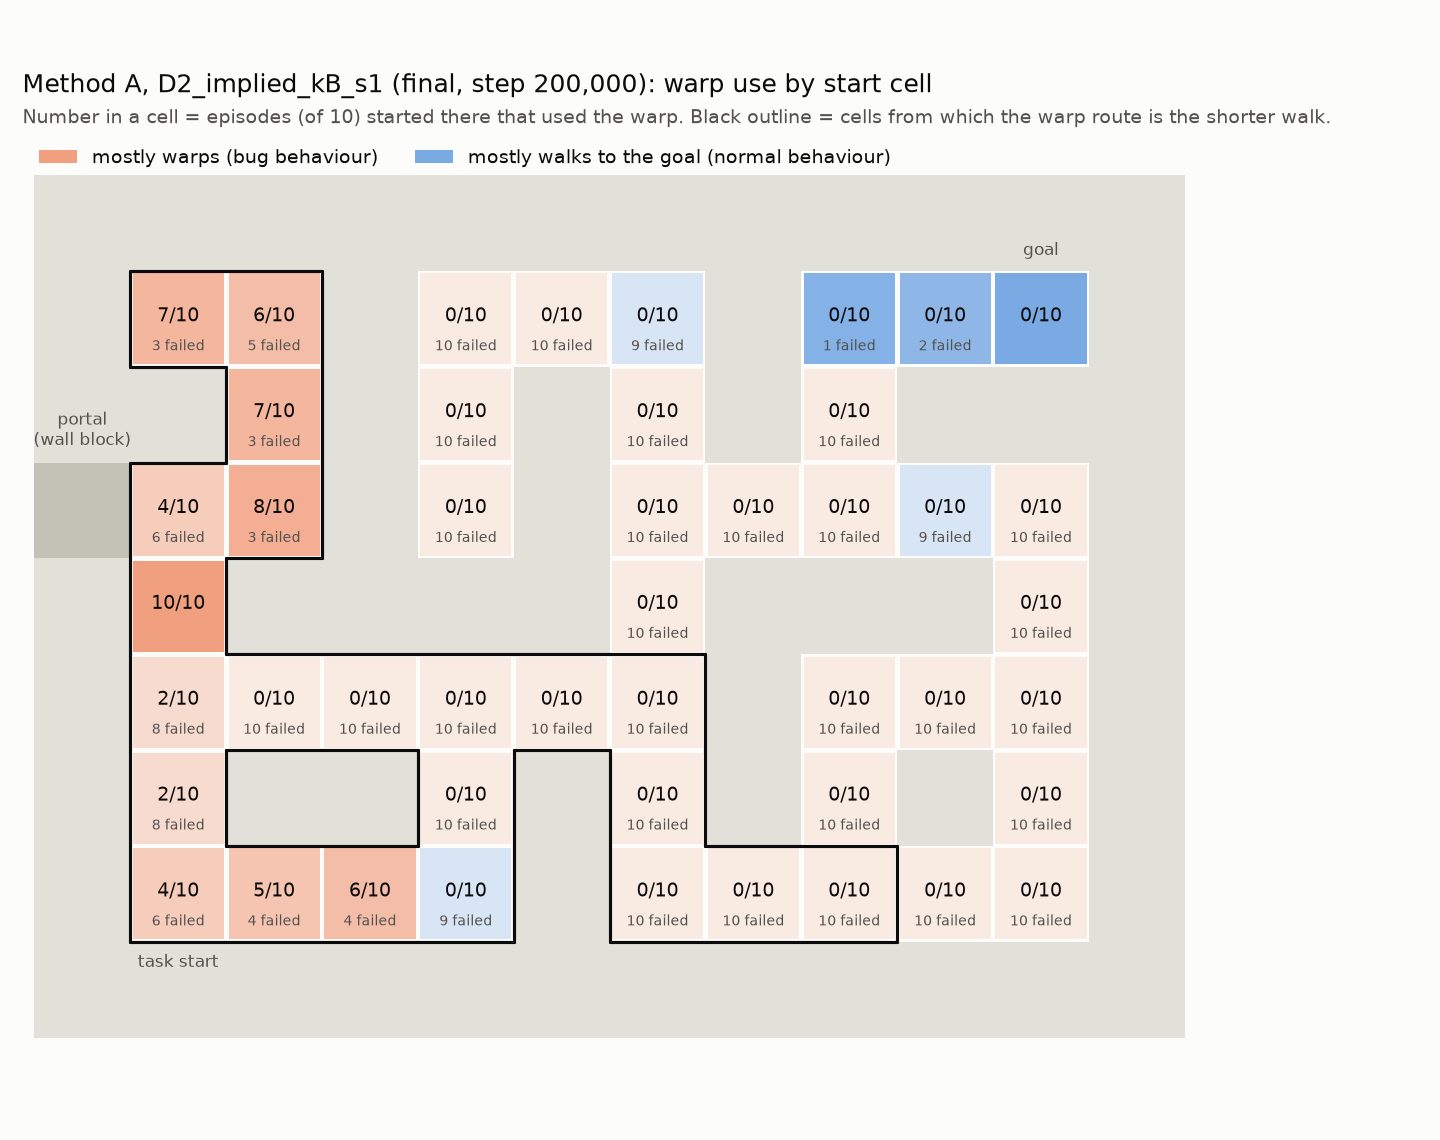 Method A, D2_implied_kB_s1 (final, step 200,000): warp use by start cell
Number in a cell = episodes (of 10) started there that used the warp. Black outline = cells from which the warp route is the shorter walk.
mostly warps (bug behaviour) mostly walks to the goal (normal behaviour)
goal
7/10 6/10 0/10 0/10 0/10 0/10 0/10 0/10
3 failed 5 failed 10 failed 10 failed 9 failed 1 failed 2 failed
portal
(wall block)
7/10 0/10 0/10 0/10
3 failed 10 failed 10 failed 10 failed
4/10 8/10 0/10 0/10 0/10 0/10 0/10 0/10
6 failed 3 failed 10 failed 10 failed 10 failed 10 failed 9 failed 10 failed
10/10 0/10 0/10
10 failed 10 failed
2/10 0/10 0/10 0/10 0/10 0/10 0/10 0/10 0/10
8 failed 10 failed 10 failed 10 failed 10 failed 10 failed 10 failed 10 failed 10 failed
2/10 0/10 0/10 0/10 0/10
8 failed 10 failed 10 failed 10 failed 10 failed
4/10 5/10 6/10 0/10 0/10 0/10 0/10 0/10 0/10
6 failed 4 failed 4 failed 9 failed 10 failed 10 failed 10 failed 10 failed 10 failed
task start